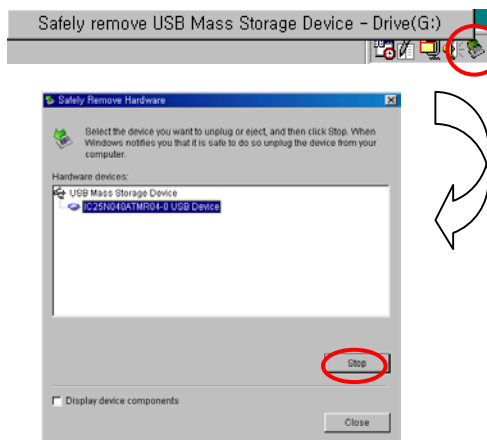 Safely remove USB Mass Storage Device - Drive(G:)
Safely Remove Hardware
Select the device you want to unplug or eject, and then click Stop. When
Windows notifies you that it is safe to do so unplug the device from your
computer.
Hardware devices:
USB Mass Storage Device
IC25N040ATMR04-0 USB Device
Stop
Display device components
Close